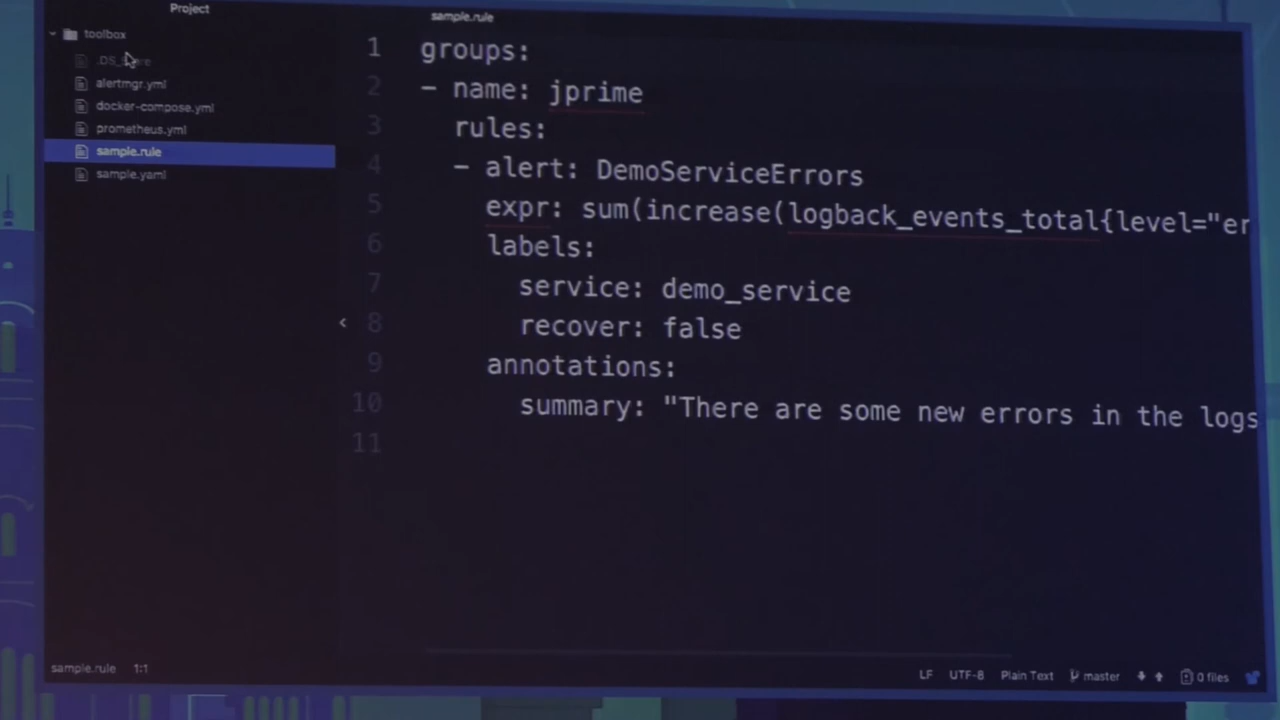 Project
toolbox
.DS_Store
alertmgr.yml
docker-compose.yml
prometheus.yml
sample.rule
sample.yaml
sample.rule
1 groups:
2 - name: jprime
3 rules:
4 - alert: DemoServiceErrors
5 expr: sum(increase(logback_events_total{level="er
6 labels:
7 service: demo_service
8 recover: false
9 annotations:
10 summary: "There are some new errors in the logs
11
sample.rule 1:1
LF UTF-8 Plain Text master 0 files